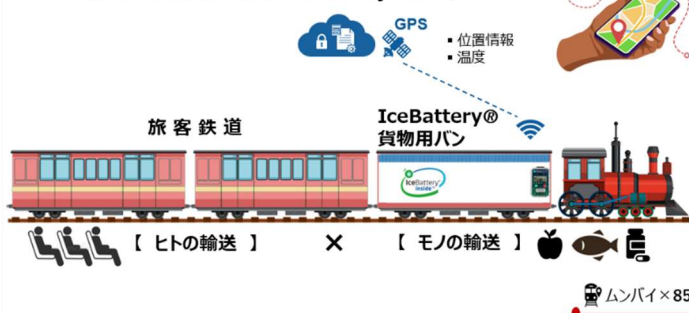 GPS
▪ 位置情報
▪ 温度
旅客鉄道
IceBattery®
貨物用バン
IceBattery
inside
【 ヒトの輸送 】 × 【 モノの輸送 】
ムンバイ×85